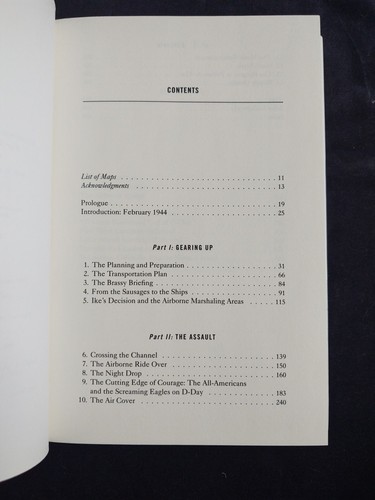 CONTENTS
List of Maps . . . . . . . . . . . . . . . . . . . . . . . . . . 11
Acknowledgments . . . . . . . . . . . . . . . . . . . . . . . 13
Prologue . . . . . . . . . . . . . . . . . . . . . . . . . . . . 19
Introduction: February 1944 . . . . . . . . . . . . . . . . . 25
Part I: GEARING UP
1. The Planning and Preparation . . . . . . . . . . . . . . . 31
2. The Transportation Plan . . . . . . . . . . . . . . . . . . 66
3. The Brassy Briefing . . . . . . . . . . . . . . . . . . . . 84
4. From the Sausages to the Ships . . . . . . . . . . . . . . 91
5. Ike's Decision and the Airborne Marshaling Areas . . . . . 115
Part II: THE ASSAULT
6. Crossing the Channel . . . . . . . . . . . . . . . . . . . 139
7. The Airborne Ride Over . . . . . . . . . . . . . . . . . . 150
8. The Night Drop . . . . . . . . . . . . . . . . . . . . . . 160
9. The Cutting Edge of Courage: The All-Americans
and the Screaming Eagles on D-Day . . . . . . . . . . . . 183
10. The Air Cover . . . . . . . . . . . . . . . . . . . . . . 240